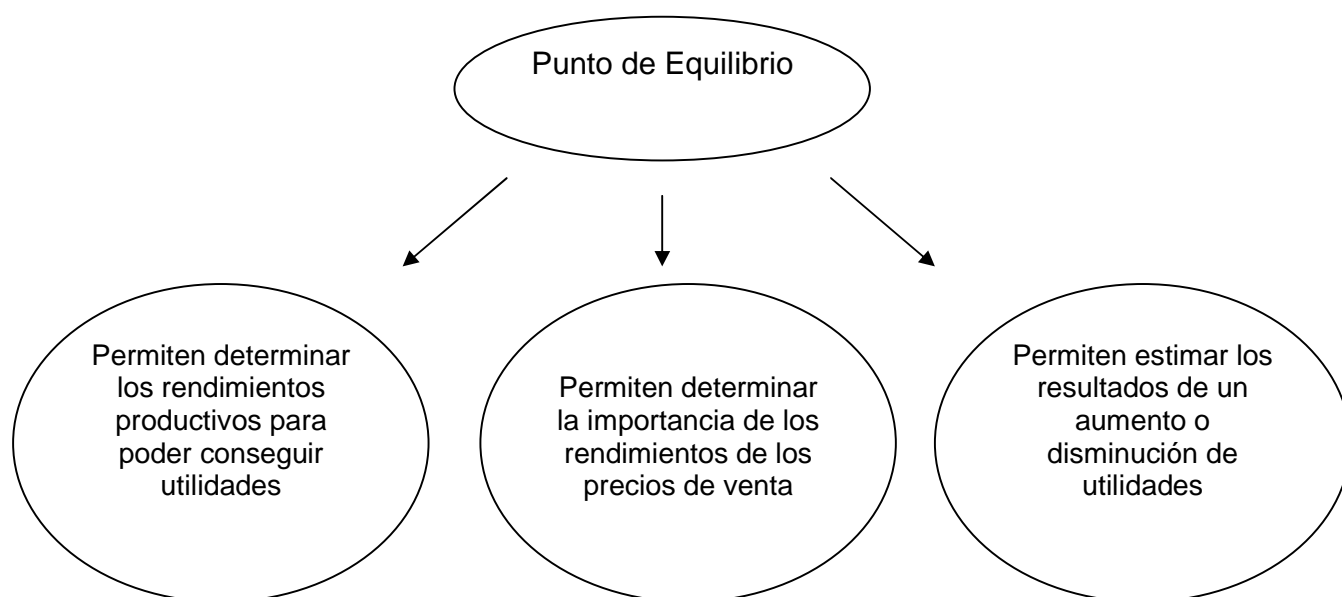 Punto de Equilibrio
Permiten determinar
los rendimientos
productivos para
poder conseguir
utilidades
Permiten determinar
la importancia de los
rendimientos de los
precios de venta
Permiten estimar los
resultados de un
aumento o
disminución de
utilidades